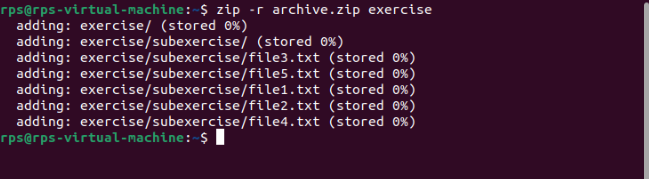 rps@rps-virtual-machine:~$ zip -r archive.zip exercise
  adding: exercise/ (stored 0%)
  adding: exercise/subexercise/ (stored 0%)
  adding: exercise/subexercise/file3.txt (stored 0%)
  adding: exercise/subexercise/file5.txt (stored 0%)
  adding: exercise/subexercise/file1.txt (stored 0%)
  adding: exercise/subexercise/file2.txt (stored 0%)
  adding: exercise/subexercise/file4.txt (stored 0%)
rps@rps-virtual-machine:~$